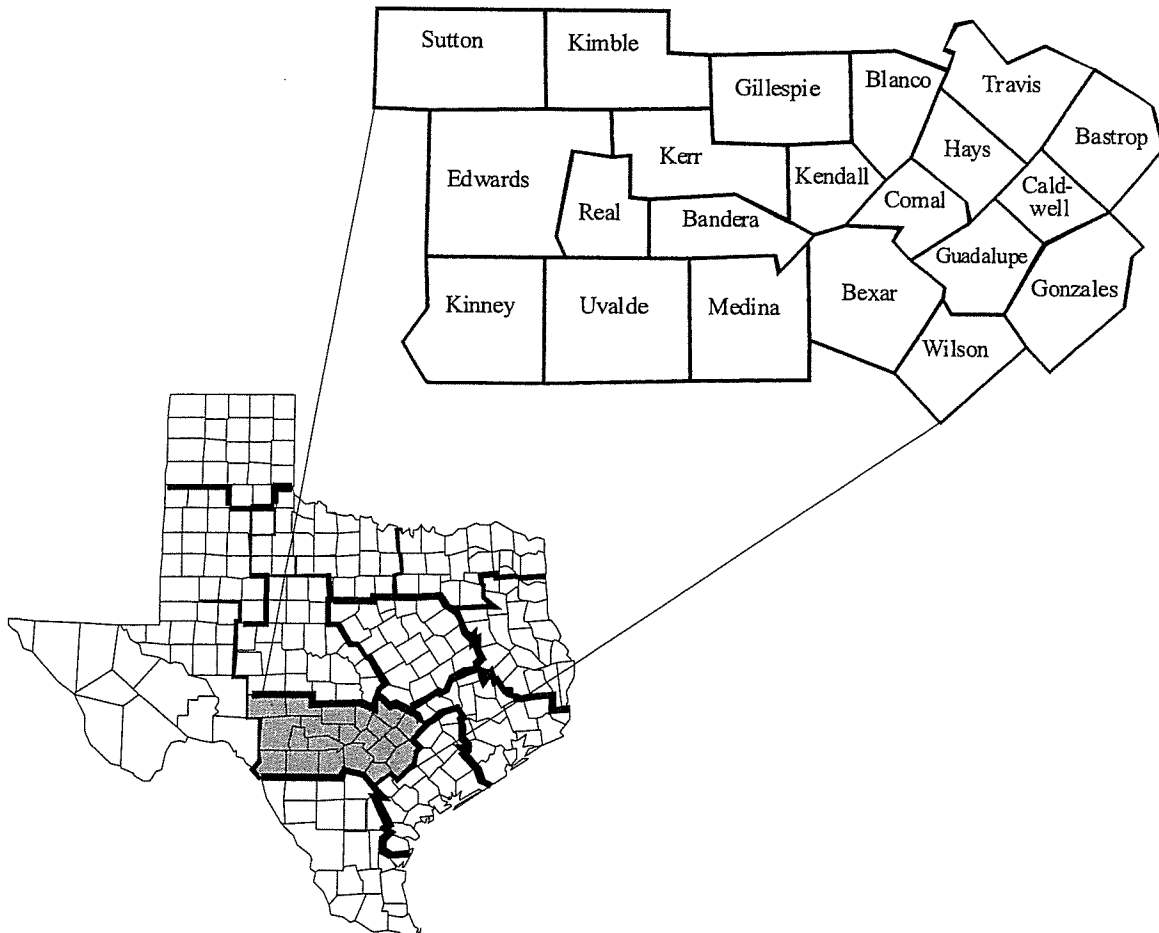 Sutton
Kimble
Gillespie
Blanco
Travis
Bastrop
Edwards
Kerr
Hays
Kendall
Cald-
well
Real
Bandera
Comal
Guadalupe
Gonzales
Kinney
Uvalde
Medina
Bexar
Wilson